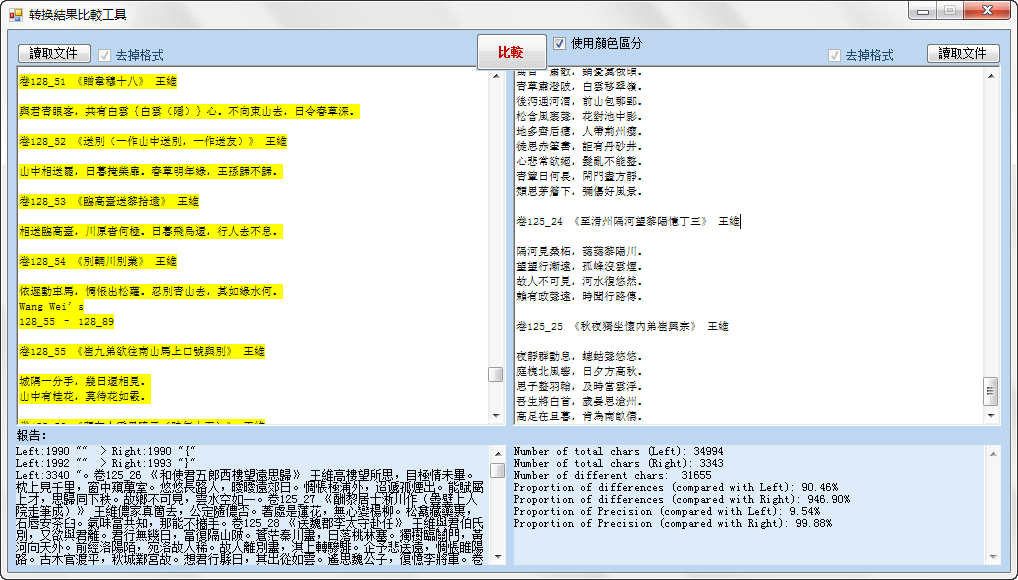 转换結果比較工具
讀取文件
去掉格式
比較
使用顏色區分
去掉格式
讀取文件
卷128_51 《贈韋穆十八》 王維
與君青眼客，共有白雲{白雲（隱）}心．不向東山去，日令春草深．
卷128_52 《送別（一作山中送別，一作送友）》 王維
山中相送罷，日暮掩柴扉．春草明年綠，王孫歸不歸．
卷128_53 《臨高臺送黎拾遺》 王維
相送臨高臺，川原杳何極．日暮飛鳥還，行人去不息．
卷128_54 《別輞川別業》 王維
依遲動車馬，惆悵出松蘿．忍別青山去，其如綠水何．
Wang Wei's
128_55 - 128_89
卷128_55 《崔九弟欲往南山馬上口號與別》 王維
城隅一分手，幾日還相見．
山中有桂花，莫待花如霰．
青草肅澄陂，白雲移翠嶺．
後沔通河渭，前山包鄢郢．
松含風裏聲，花對池中影．
地多齊后瘧，人帶荊州癭．
徒思赤筆書，詎有丹砂井．
心悲常欲絕，髮亂不能整．
青簟日何長，閑門晝方靜．
頹思茅簷下，彌傷好風景．
卷125_24 《至滑州隔河望黎陽憶丁三》 王維
隔河見桑柘，藹藹黎陽川．
望望行漸遠，孤峰沒雲煙．
故人不可見，河水復悠然．
賴有政聲遠，時聞行路傳．
卷125_25 《秋夜獨坐懷內弟崔興宗》 王維
夜靜群動息，蟪蛄聲悠悠．
庭槐北風響，日夕方高秋．
思子整羽翰，及時當雲浮．
吾生將白首，歲晏思滄州．
高足在旦暮，肯為南畝儔．
報告:
Left:1990 "" > Right:1990 "{"
Left:1992 "" > Right:1993 "}"
Left:3340 "。卷125_26 《和使君五郎西樓望遠思歸》 王維高樓望所思，目極情未畢．
枕上見千里，窗中窺萬室．悠悠長路人，曖曖遠郊日．惆悵極浦外，迢遞孤煙出．能賦屬
上才，思歸同下秩．故鄉不可見，雲水空如一．卷125_27 《酬黎居士淅川作（曇壁上人
院走筆成）》 王維儂家真箇去，公定隨儂否．著處是蓮花，無心變楊柳．松龕藏藥裹，
石唇安茶臼．氣味當共知，那能不攜手．卷125_28 《送魏郡李太守赴任》 王維與君伯氏
別，又欲與君離．君行無幾日，當復隔山陂．蒼茫秦川盡，日落桃林塞．獨樹臨關門，黃
河向天外．前經洛陽陌，宛洛故人稀．故人離別盡，淇上轉驂騑．企予悲送遠，惆悵睢陽
路．古木官渡平，秋城鄴宮故．想君行縣日，其出從如雲．遙思魏公子，復憶李將軍．卷
Number of total chars (Left): 34994
Number of total chars (Right): 3343
Number of different chars:  31655
Proportion of differences (compared with Left): 90.46%
Proportion of differences (compared with Right): 946.90%
Proportion of Precision (compared with Left): 9.54%
Proportion of Precision (compared with Right): 99.88%